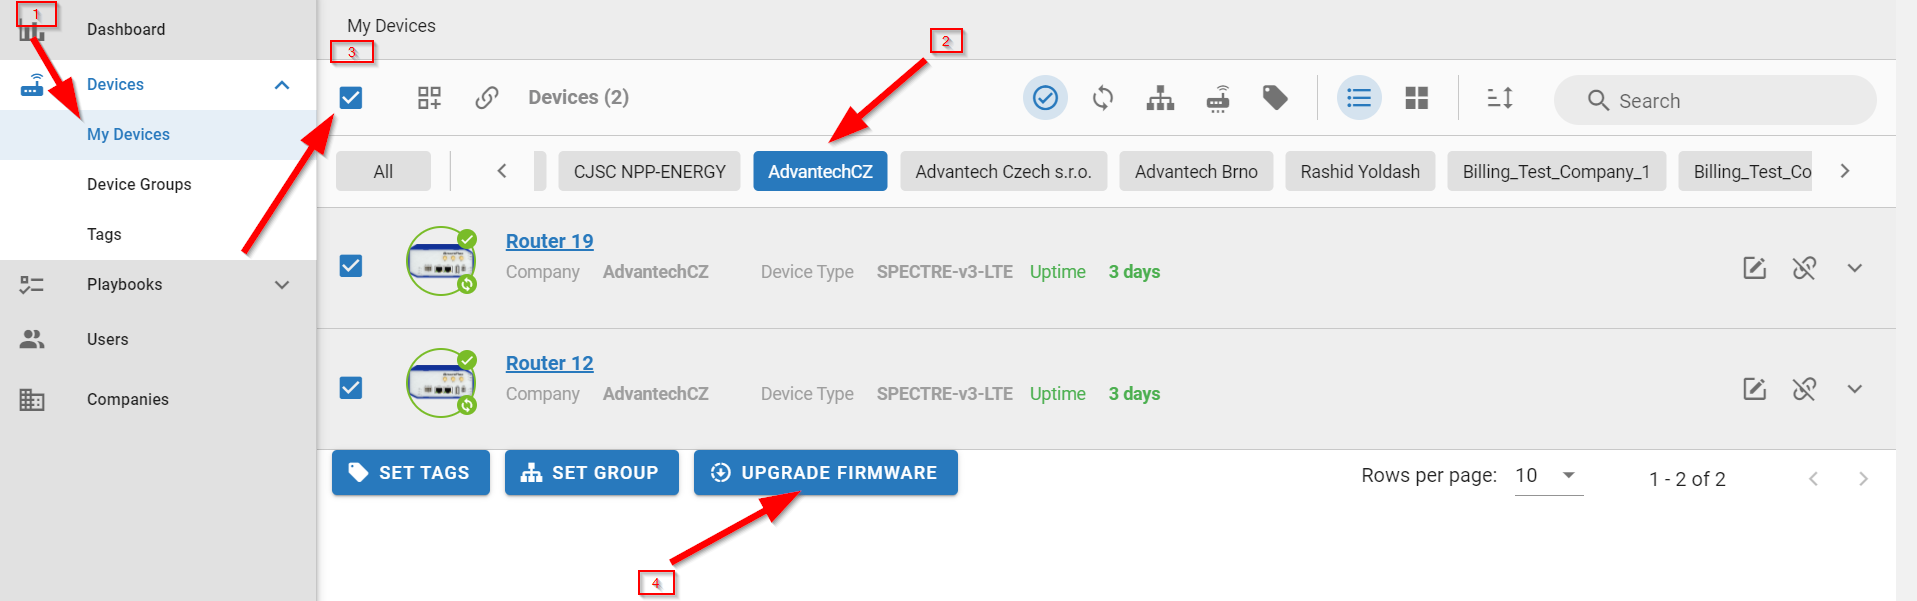 1
Dashboard
Devices
My Devices
Device Groups
Tags
Playbooks
Users
Companies
My Devices
3
2
Devices (2)
Search
All
CJSC NPP-ENERGY
AdvantechCZ
Advantech Czech s.r.o.
Advantech Brno
Rashid Yoldash
Billing_Test_Company_1
Billing_Test_Co
Router 19
Company AdvantechCZ Device Type SPECTRE-v3-LTE Uptime 3 days
Router 12
Company AdvantechCZ Device Type SPECTRE-v3-LTE Uptime 3 days
SET TAGS
SET GROUP
UPGRADE FIRMWARE
Rows per page: 10 1 - 2 of 2
4